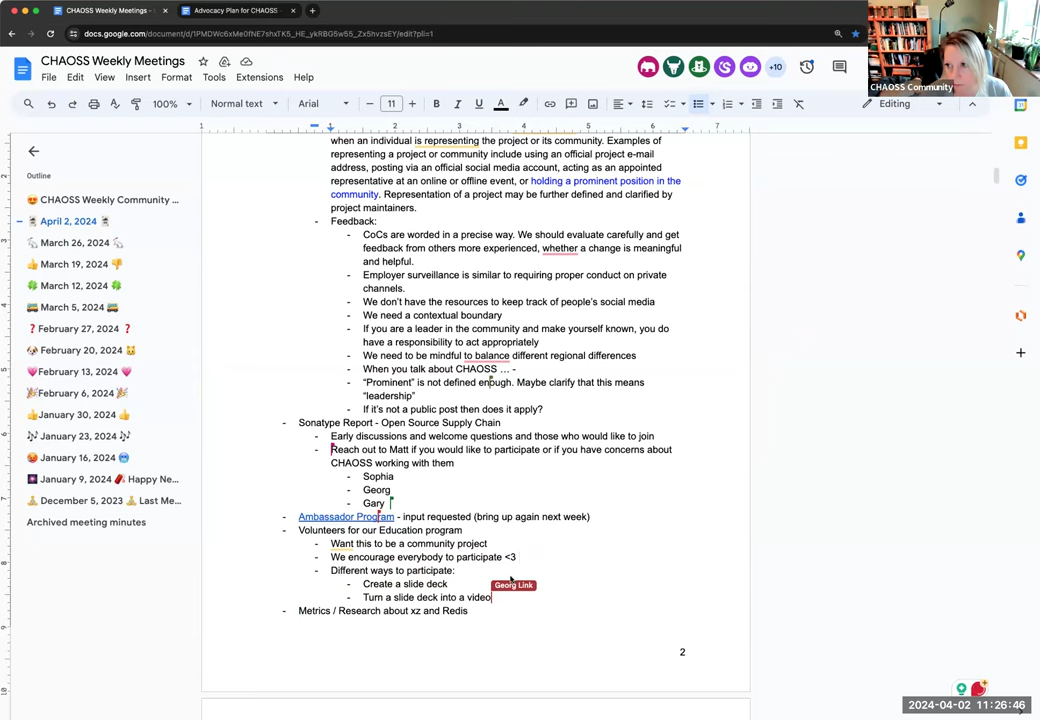 CHAOSS Weekly Meetings -
Advocacy Plan for CHAOSS
docs.google.com/document/d/1PMDWc6xMe0fNE7shxTK5_HE_ykRBG5w55_Zx5hvzsEY/edit?pli=1
CHAOSS Community
CHAOSS Weekly Meetings
File Edit View Insert Format Tools Extensions Help
+10
100% Normal text Arial 11 B I U A Editing
1 1 2 3 4 5 6 7
when an individual is representing the project or its community. Examples of
representing a project or community include using an official project e-mail
address, posting via an official social media account, acting as an appointed
representative at an online or offline event, or holding a prominent position in the
community. Representation of a project may be further defined and clarified by
project maintainers.
- Feedback:
- CoCs are worded in a precise way. We should evaluate carefully and get
feedback from others more experienced, whether a change is meaningful
and helpful.
- Employer surveillance is similar to requiring proper conduct on private
channels.
- We don't have the resources to keep track of people's social media
- We need a contextual boundary
- If you are a leader in the community and make yourself known, you do
have a responsibility to act appropriately
- We need to be mindful to balance different regional differences
- When you talk about CHAOSS ... -
- "Prominent" is not defined enough. Maybe clarify that this means
"leadership"
- If it's not a public post then does it apply?
- Sonatype Report - Open Source Supply Chain
- Early discussions and welcome questions and those who would like to join
- Reach out to Matt if you would like to participate or if you have concerns about
CHAOSS working with them
- Sophia
- Georg
- Gary
- Ambassador Program - input requested (bring up again next week)
- Volunteers for our Education program
- Want this to be a community project
- We encourage everybody to participate <3
- Different ways to participate:
- Create a slide deck
Georg Link
- Turn a slide deck into a video
- Metrics / Research about xz and Redis
2
Outline
😍 CHAOSS Weekly Community ...
April 2, 2024
March 26, 2024
👍 March 19, 2024 👎
🍀 March 12, 2024 🍀
🚃 March 5, 2024 🚃
❓ February 27, 2024 ❓
🐶 February 20, 2024 🐱
💗 February 13, 2024 💗
🎉 February 6, 2024 🎉
👍 January 30, 2024 👍
🎶 January 23, 2024 🎶
🥵 January 16, 2024 🥶
🎆 January 9, 2024 🧨 Happy Ne...
December 5, 2023 Last Me...
Archived meeting minutes
2 3 4 5 6 7 8 9 10
2024-04-02 11:26:46